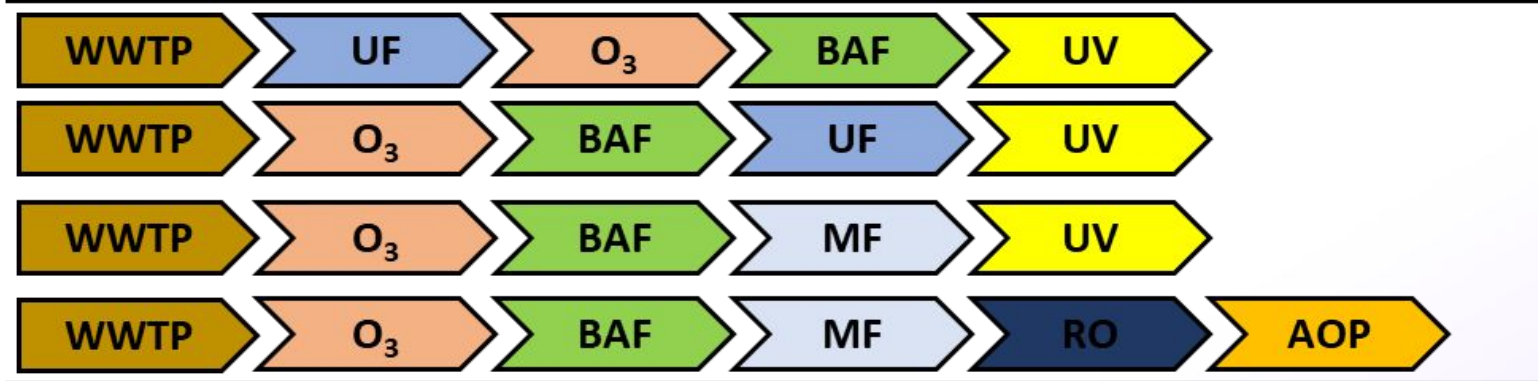 WWTP UF O₃ BAF UV
WWTP O₃ BAF UF UV
WWTP O₃ BAF MF UV
WWTP O₃ BAF MF RO AOP